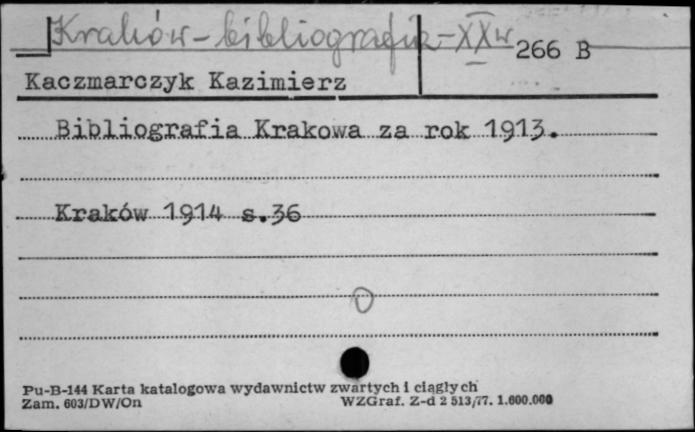 Kraków – bibliografia – XX w
266 B
Kaczmarczyk Kazimierz
Bibliografia Krakowa za rok 1913.
Kraków 1914 s.36
Pu-B-144 Karta katalogowa wydawnictw zwartych i ciągłych
Zam. 603/DW/On WZGraf. Z-d 2 513/77. 1.600.000